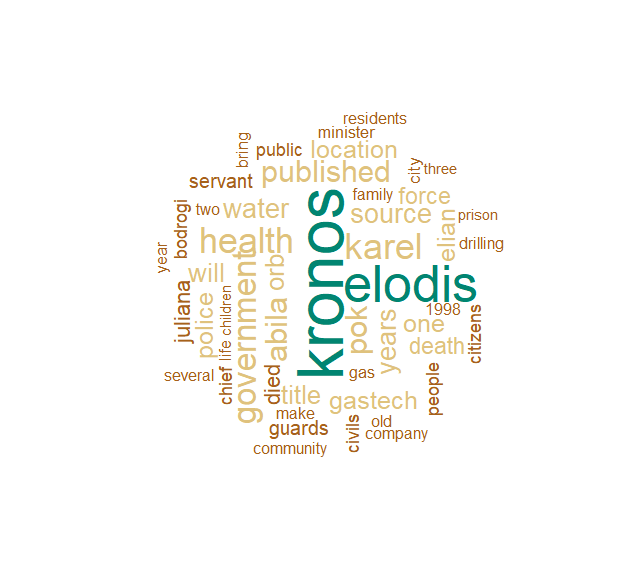 residents
minister
bring
public
location
city
three
servant
published
family
force
prison
two
water
source
bodrogi
health
karel
elian
drilling
year
kronos
elodis
will
orb
government
1998
juliana
police
life
children
abila
pok
years
one
citizens
death
several
chief
died
gas
people
title
gastech
make
guards
civils
old
company
community